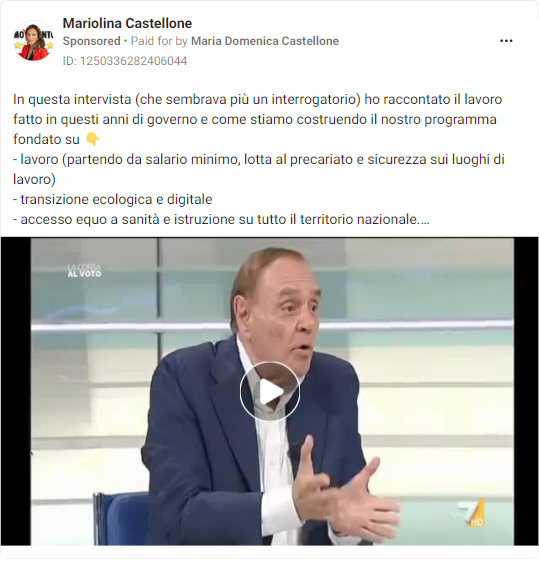 Mariolina Castellone
Sponsored • Paid for by Maria Domenica Castellone
ID: 1250336282406044
In questa intervista (che sembrava più un interrogatorio) ho raccontato il lavoro
fatto in questi anni di governo e come stiamo costruendo il nostro programma
fondato su 👇
- lavoro (partendo da salario minimo, lotta al precariato e sicurezza sui luoghi di
lavoro)
- transizione ecologica e digitale
- accesso equo a sanità e istruzione su tutto il territorio nazionale....
LA CORSA
AL VOTO
7 HD